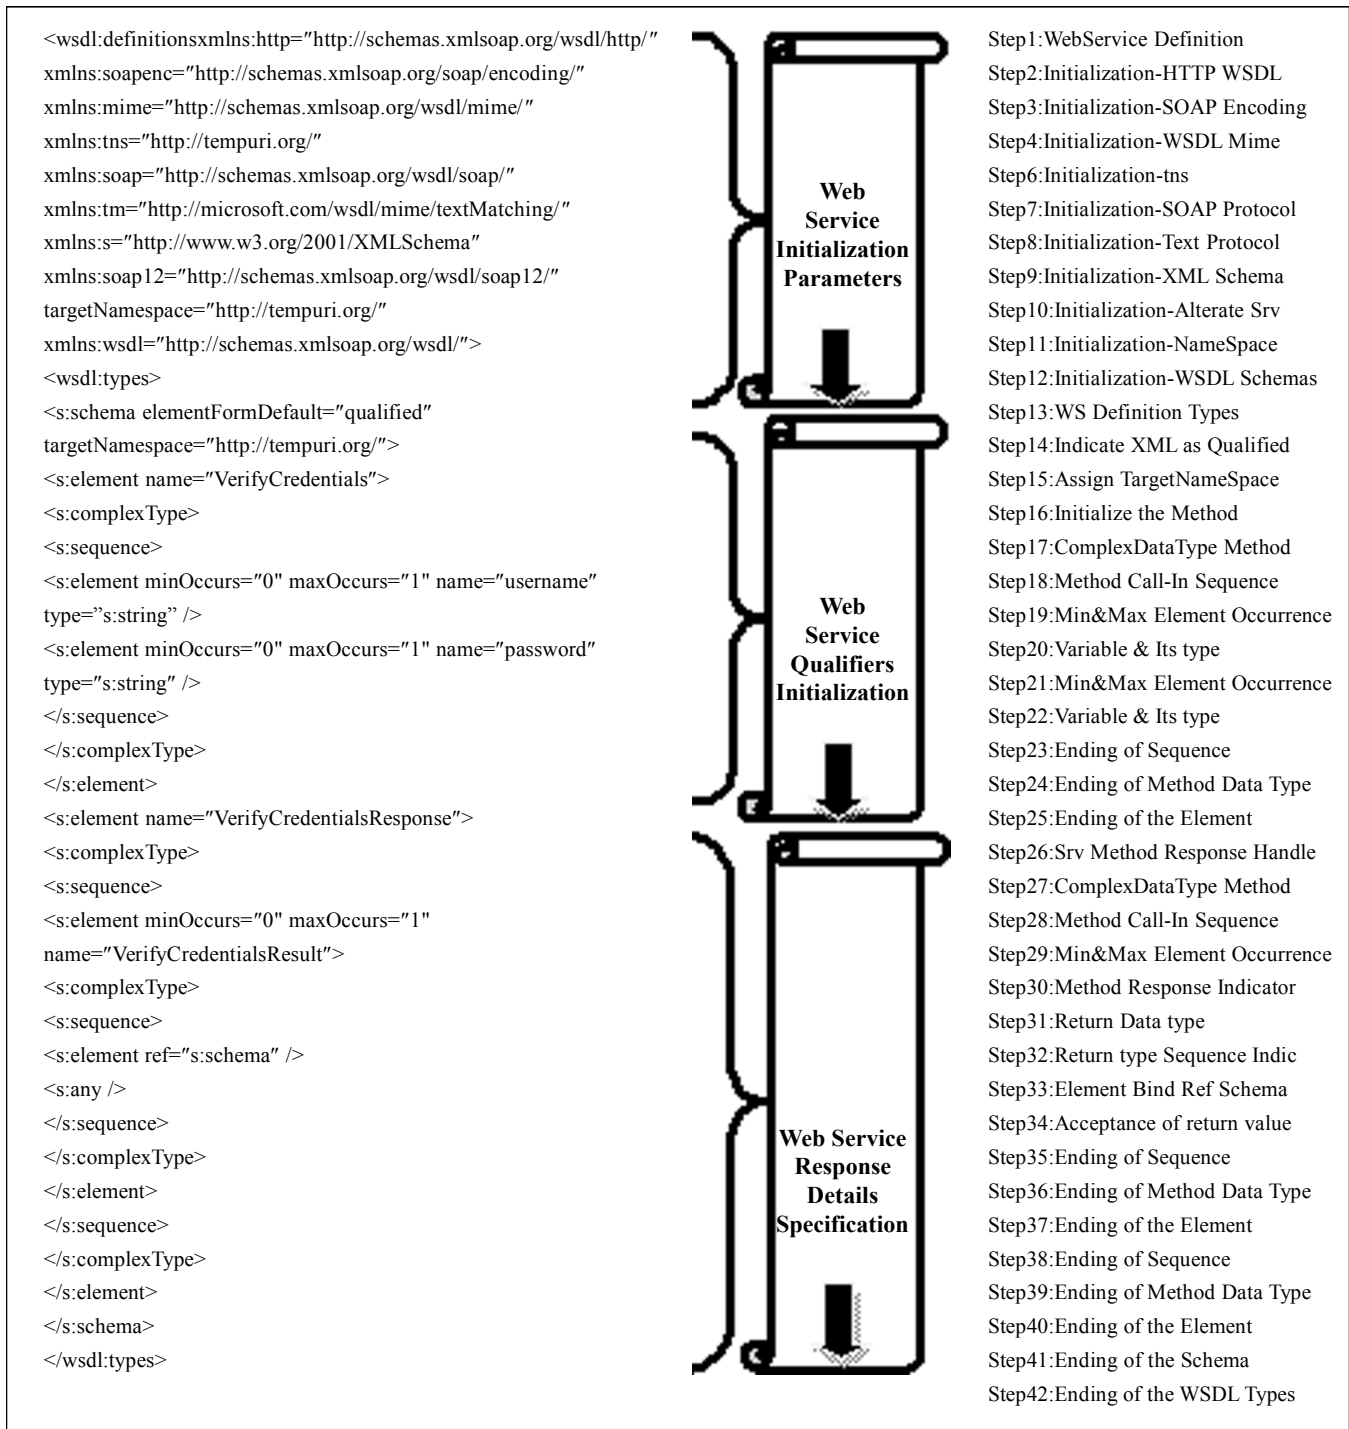 <wsdl:definitionsxmlns:http="http://schemas.xmlsoap.org/wsdl/http/"
xmlns:soapenc="http://schemas.xmlsoap.org/soap/encoding/"
xmlns:mime="http://schemas.xmlsoap.org/wsdl/mime/"
xmlns:tns="http://tempuri.org/"
xmlns:soap="http://schemas.xmlsoap.org/wsdl/soap/"
xmlns:tm="http://microsoft.com/wsdl/mime/textMatching/"
xmlns:s="http://www.w3.org/2001/XMLSchema"
xmlns:soap12="http://schemas.xmlsoap.org/wsdl/soap12/"
targetNamespace="http://tempuri.org/"
xmlns:wsdl="http://schemas.xmlsoap.org/wsdl/">
<wsdl:types>
<s:schema elementFormDefault="qualified"
targetNamespace="http://tempuri.org/">
<s:element name="VerifyCredentials">
<s:complexType>
<s:sequence>
<s:element minOccurs="0" maxOccurs="1" name="username"
type=”s:string” />
<s:element minOccurs="0" maxOccurs="1" name="password"
type="s:string" />
</s:sequence>
</s:complexType>
</s:element>
<s:element name="VerifyCredentialsResponse">
<s:complexType>
<s:sequence>
<s:element minOccurs="0" maxOccurs="1"
name="VerifyCredentialsResult">
<s:complexType>
<s:sequence>
<s:element ref="s:schema" />
<s:any />
</s:sequence>
</s:complexType>
</s:element>
</s:sequence>
</s:complexType>
</s:element>
</s:schema>
</wsdl:types>
Web
Service
Initialization
Parameters
Web
Service
Qualifiers
Initialization
Web Service
Response
Details
Specification
Step1:WebService Definition
Step2:Initialization-HTTP WSDL
Step3:Initialization-SOAP Encoding
Step4:Initialization-WSDL Mime
Step6:Initialization-tns
Step7:Initialization-SOAP Protocol
Step8:Initialization-Text Protocol
Step9:Initialization-XML Schema
Step10:Initialization-Alterate Srv
Step11:Initialization-NameSpace
Step12:Initialization-WSDL Schemas
Step13:WS Definition Types
Step14:Indicate XML as Qualified
Step15:Assign TargetNameSpace
Step16:Initialize the Method
Step17:ComplexDataType Method
Step18:Method Call-In Sequence
Step19:Min&Max Element Occurrence
Step20:Variable & Its type
Step21:Min&Max Element Occurrence
Step22:Variable & Its type
Step23:Ending of Sequence
Step24:Ending of Method Data Type
Step25:Ending of the Element
Step26:Srv Method Response Handle
Step27:ComplexDataType Method
Step28:Method Call-In Sequence
Step29:Min&Max Element Occurrence
Step30:Method Response Indicator
Step31:Return Data type
Step32:Return type Sequence Indic
Step33:Element Bind Ref Schema
Step34:Acceptance of return value
Step35:Ending of Sequence
Step36:Ending of Method Data Type
Step37:Ending of the Element
Step38:Ending of Sequence
Step39:Ending of Method Data Type
Step40:Ending of the Element
Step41:Ending of the Schema
Step42:Ending of the WSDL Types